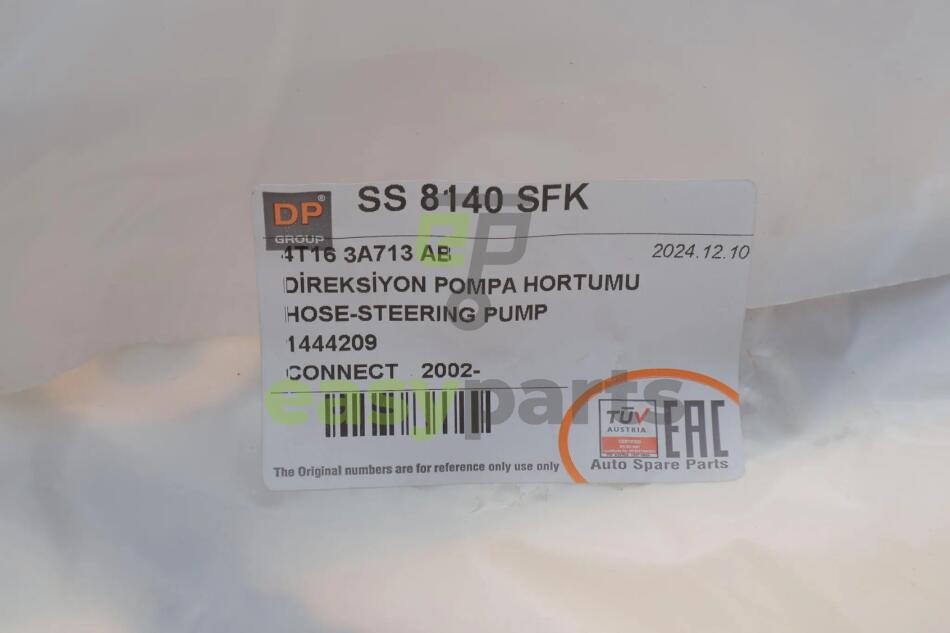 DP®
GROUP
SS 8140 SFK
4T16 3A713 AB
2024.12.10
DİREKSİYON POMPA HORTUMU
HOSE-STEERING PUMP
1444209
CONNECT 2002-
The Original numbers are for reference only use only
TÜV
AUSTRIA
EAC
Auto Spare Parts
ep
easyparts